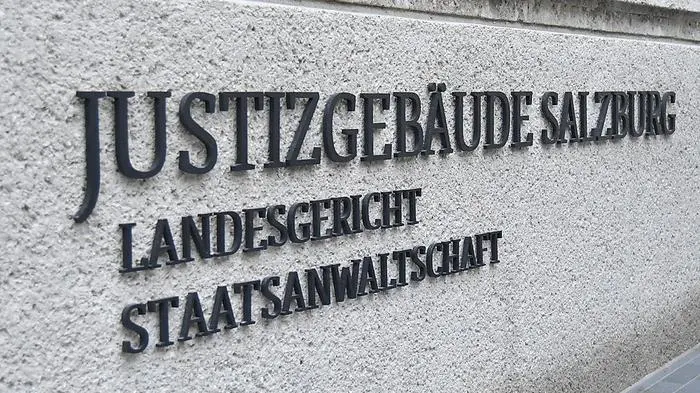 JUSTIZGEBÄUDE SALZBURG
LANDESGERICHT
STAATSANWALTSCHAFT